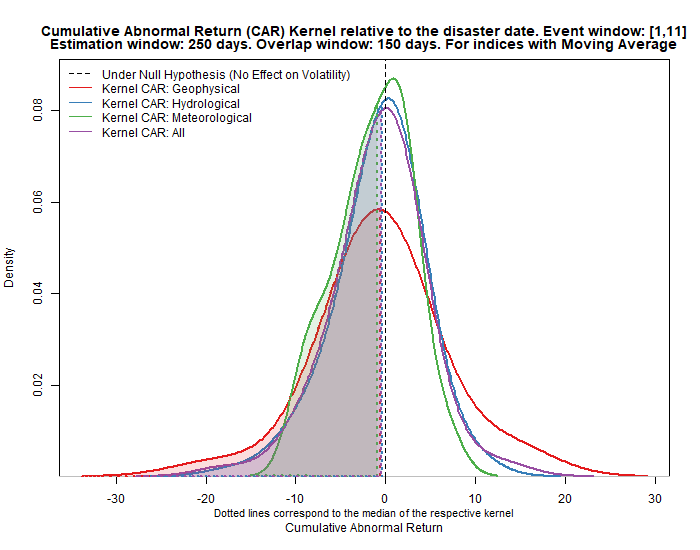 Cumulative Abnormal Return (CAR) Kernel relative to the disaster date. Event window: [1,11]
Estimation window: 250 days. Overlap window: 150 days. For indices with Moving Average
Under Null Hypothesis (No Effect on Volatility)
Kernel CAR: Geophysical
Kernel CAR: Hydrological
Kernel CAR: Meteorological
Kernel CAR: All
Density
0.08
0.06
0.04
0.02
-30 -20 -10 0 10 20 30
Dotted lines correspond to the median of the respective kernel
Cumulative Abnormal Return